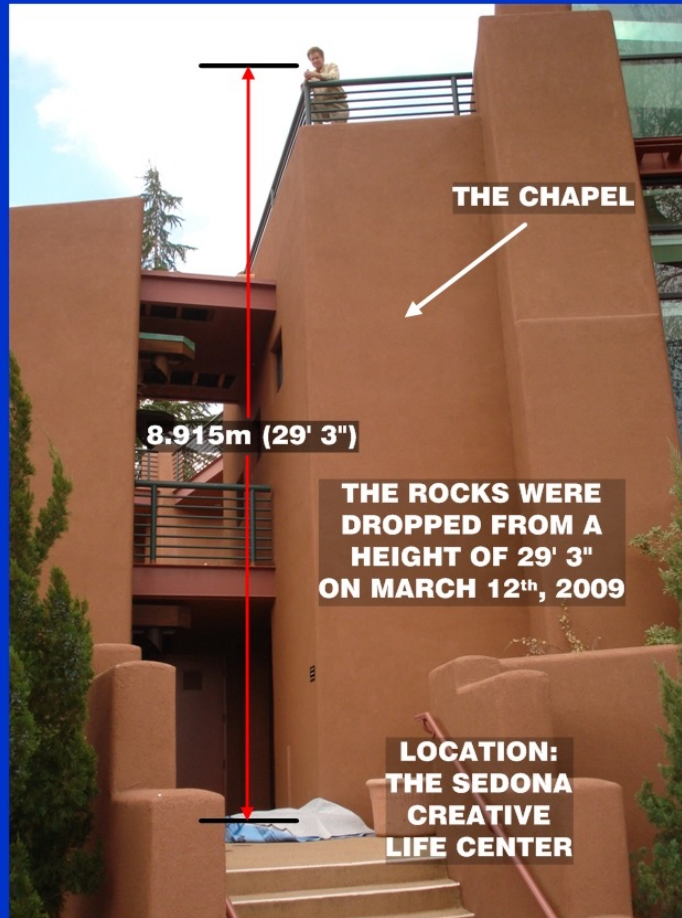 THE CHAPEL
8.915m (29' 3")
THE ROCKS WERE
DROPPED FROM A
HEIGHT OF 29' 3"
ON MARCH 12th, 2009
LOCATION:
THE SEDONA
CREATIVE
LIFE CENTER